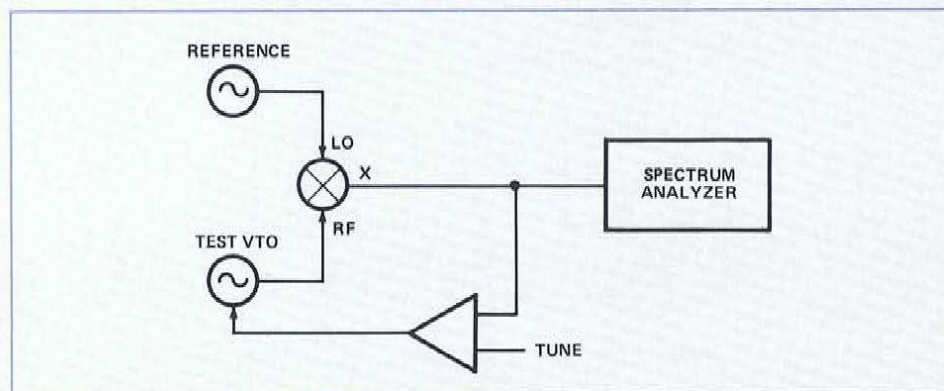 REFERENCE
LO
X
RF
TEST VTO
SPECTRUM
ANALYZER
TUNE